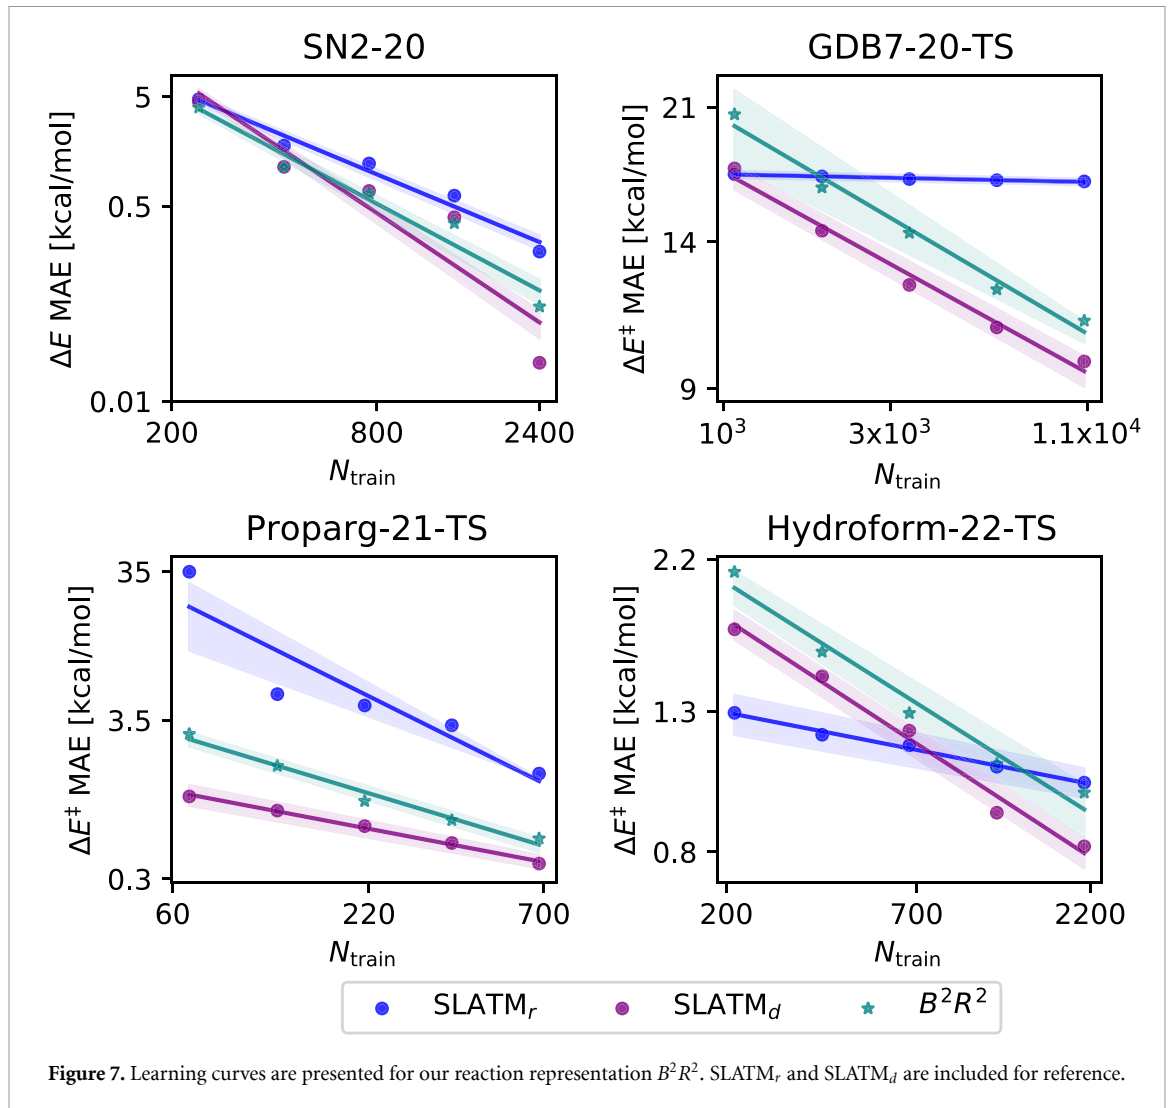 SN2-20
GDB7-20-TS
ΔE MAE [kcal/mol]
5
0.5
0.01
200
800
2400
N_train
ΔE‡ MAE [kcal/mol]
21
14
9
10³
3x10³
1.1x10⁴
N_train
Proparg-21-TS
Hydroform-22-TS
ΔE‡ MAE [kcal/mol]
35
3.5
0.3
60
220
700
N_train
ΔE‡ MAE [kcal/mol]
2.2
1.3
0.8
200
700
2200
N_train
SLATM_r SLATM_d B²R²
Figure 7. Learning curves are presented for our reaction representation B²R². SLATM_r and SLATM_d are included for reference.